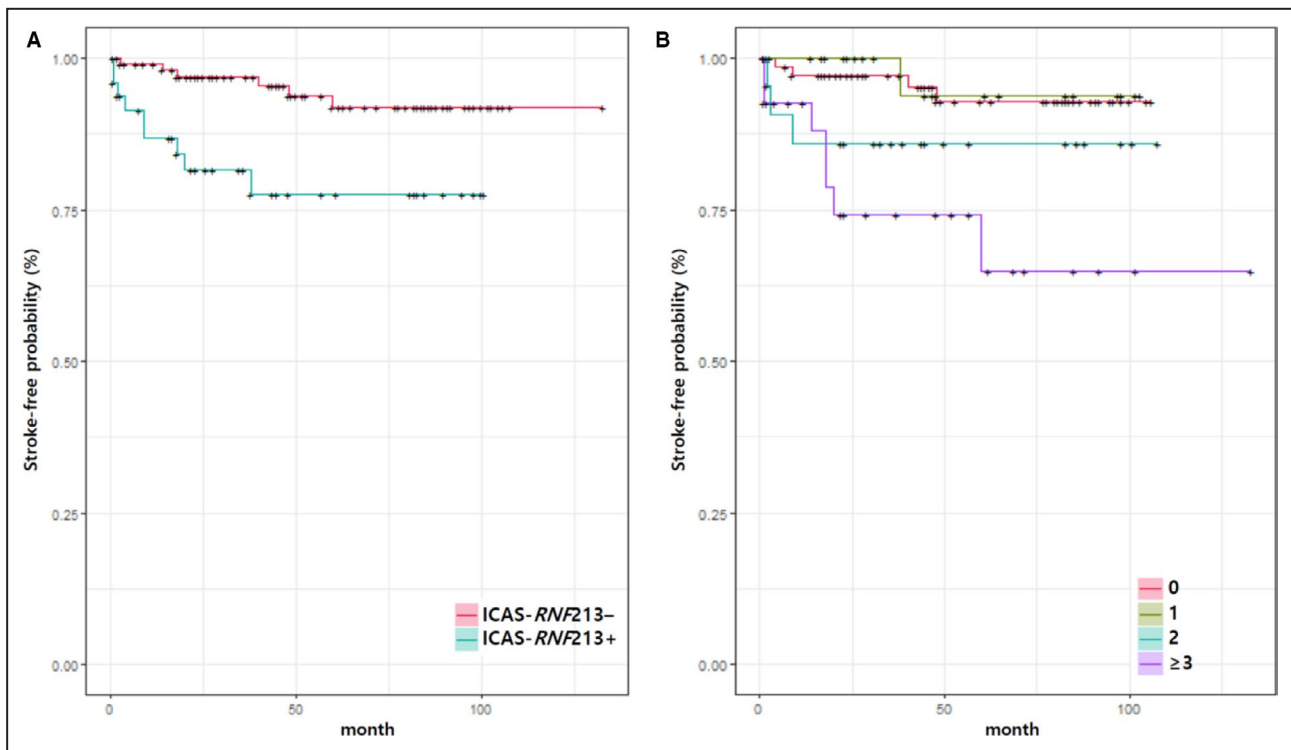 A
Stroke-free probability (%)
1.00
0.75
0.50
0.25
0.00
0
50
100
month
ICAS-RNF213–
ICAS-RNF213+
B
Stroke-free probability (%)
1.00
0.75
0.50
0.25
0.00
0
50
100
month
0
1
2
≥3